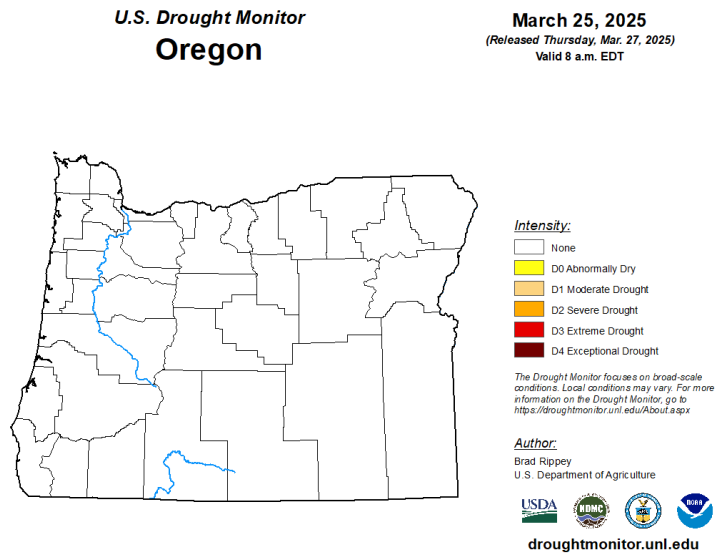 U.S. Drought Monitor
Oregon
March 25, 2025
(Released Thursday, Mar. 27, 2025)
Valid 8 a.m. EDT
Intensity:
None
D0 Abnormally Dry
D1 Moderate Drought
D2 Severe Drought
D3 Extreme Drought
D4 Exceptional Drought
The Drought Monitor focuses on broad-scale
conditions. Local conditions may vary. For more
information on the Drought Monitor, go to
https://droughtmonitor.unl.edu/About.aspx
Author:
Brad Rippey
U.S. Department of Agriculture
USDA
NDMC
NOAA
droughtmonitor.unl.edu